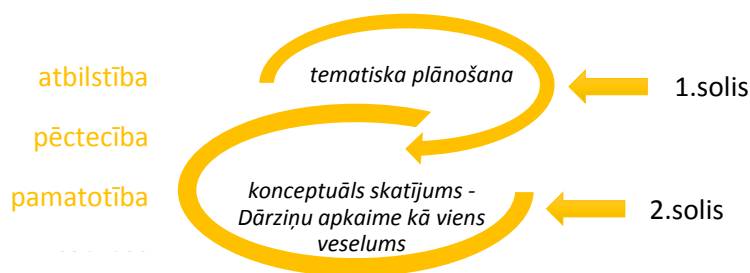 atbilstība
tematiska plānošana
1.solis
pēctecība
pamatotība
konceptuāls skatījums -
Dārziņu apkaime kā viens
veselums
2.solis